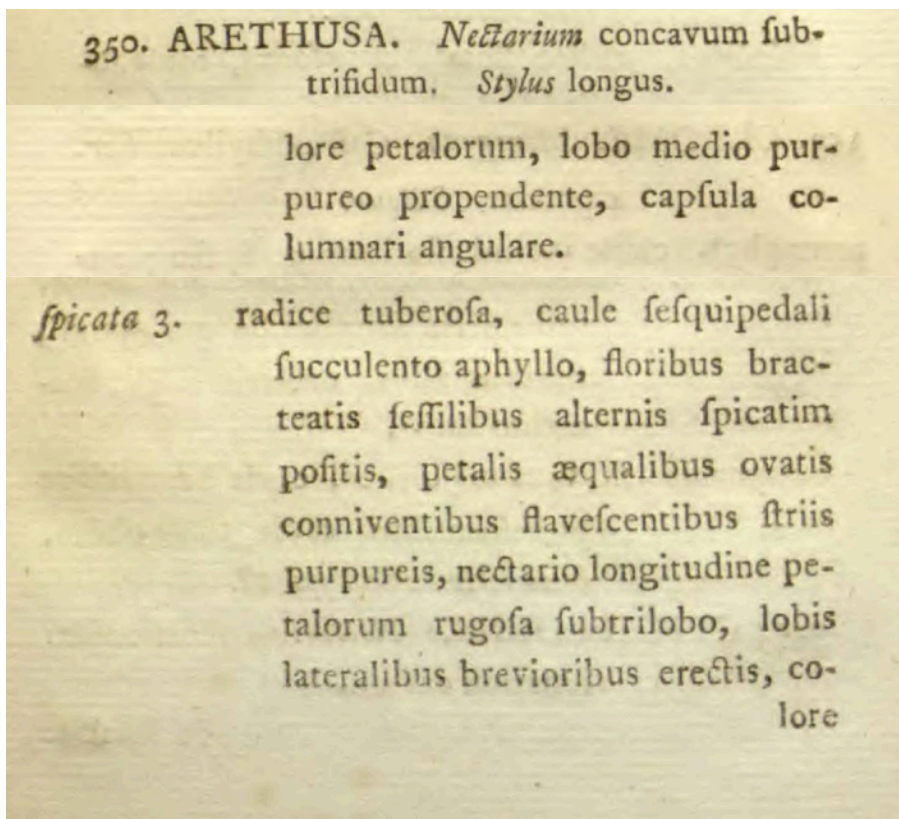 350. ARETHUSA. Nectarium concavum ſub-
trifidum. Stylus longus.
lore petalorum, lobo medio pur-
pureo propendente, capſula co-
lumnari angulare.
ſpicata 3. radice tuberoſa, caule ſeſquipedali
ſucculento aphyllo, floribus brac-
teatis ſeſſilibus alternis ſpicatim
poſitis, petalis æqualibus ovatis
conniventibus flaveſcentibus ſtriis
purpureis, nectario longitudine pe-
talorum rugoſa ſubtrilobo, lobis
lateralibus brevioribus erectis, co-
lore